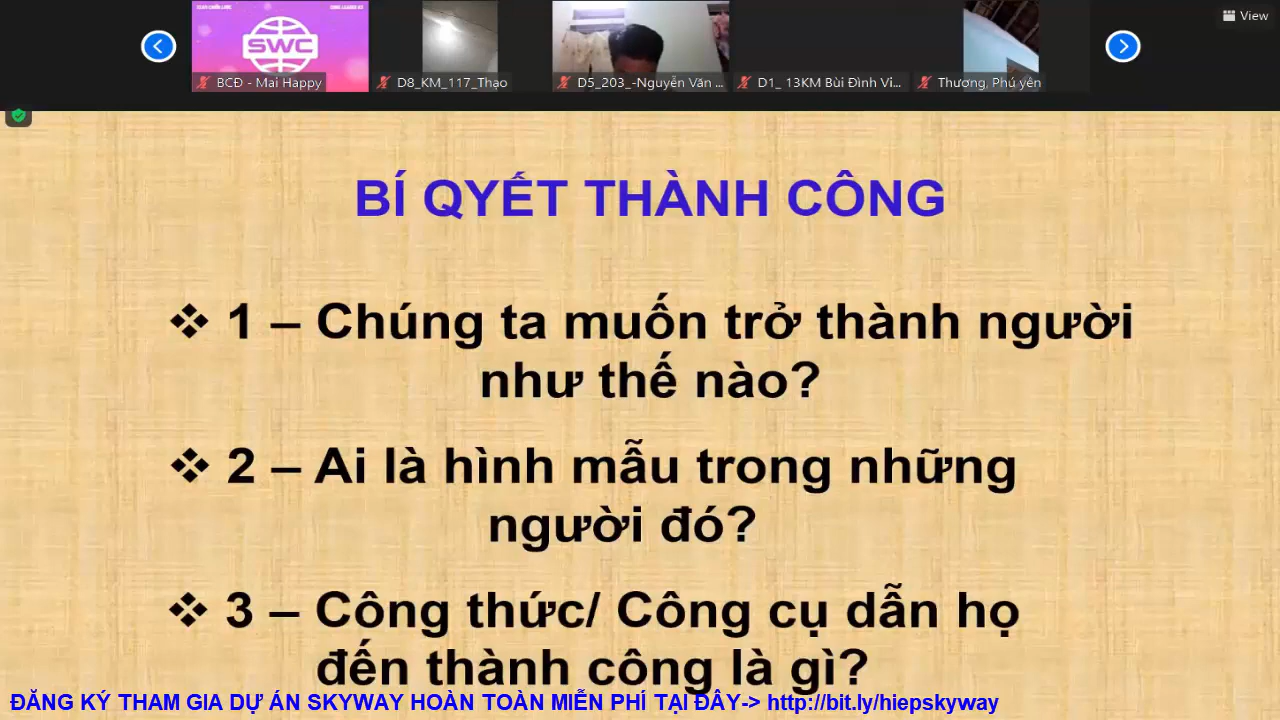 View
SWC
BCĐ - Mai Happy
D8_KM_117_Thạo
D5_203_-Nguyễn Văn ...
D1_ 13KM Bùi Đình Vi...
Thượng, Phú yên
BÍ QYẾT THÀNH CÔNG
❖ 1 – Chúng ta muốn trở thành người
như thế nào?
❖ 2 – Ai là hình mẫu trong những
người đó?
❖ 3 – Công thức/ Công cụ dẫn họ
đến thành công là gì?
ĐĂNG KÝ THAM GIA DỰ ÁN SKYWAY HOÀN TOÀN MIỄN PHÍ TẠI ĐÂY-> http://bit.ly/hiepskyway